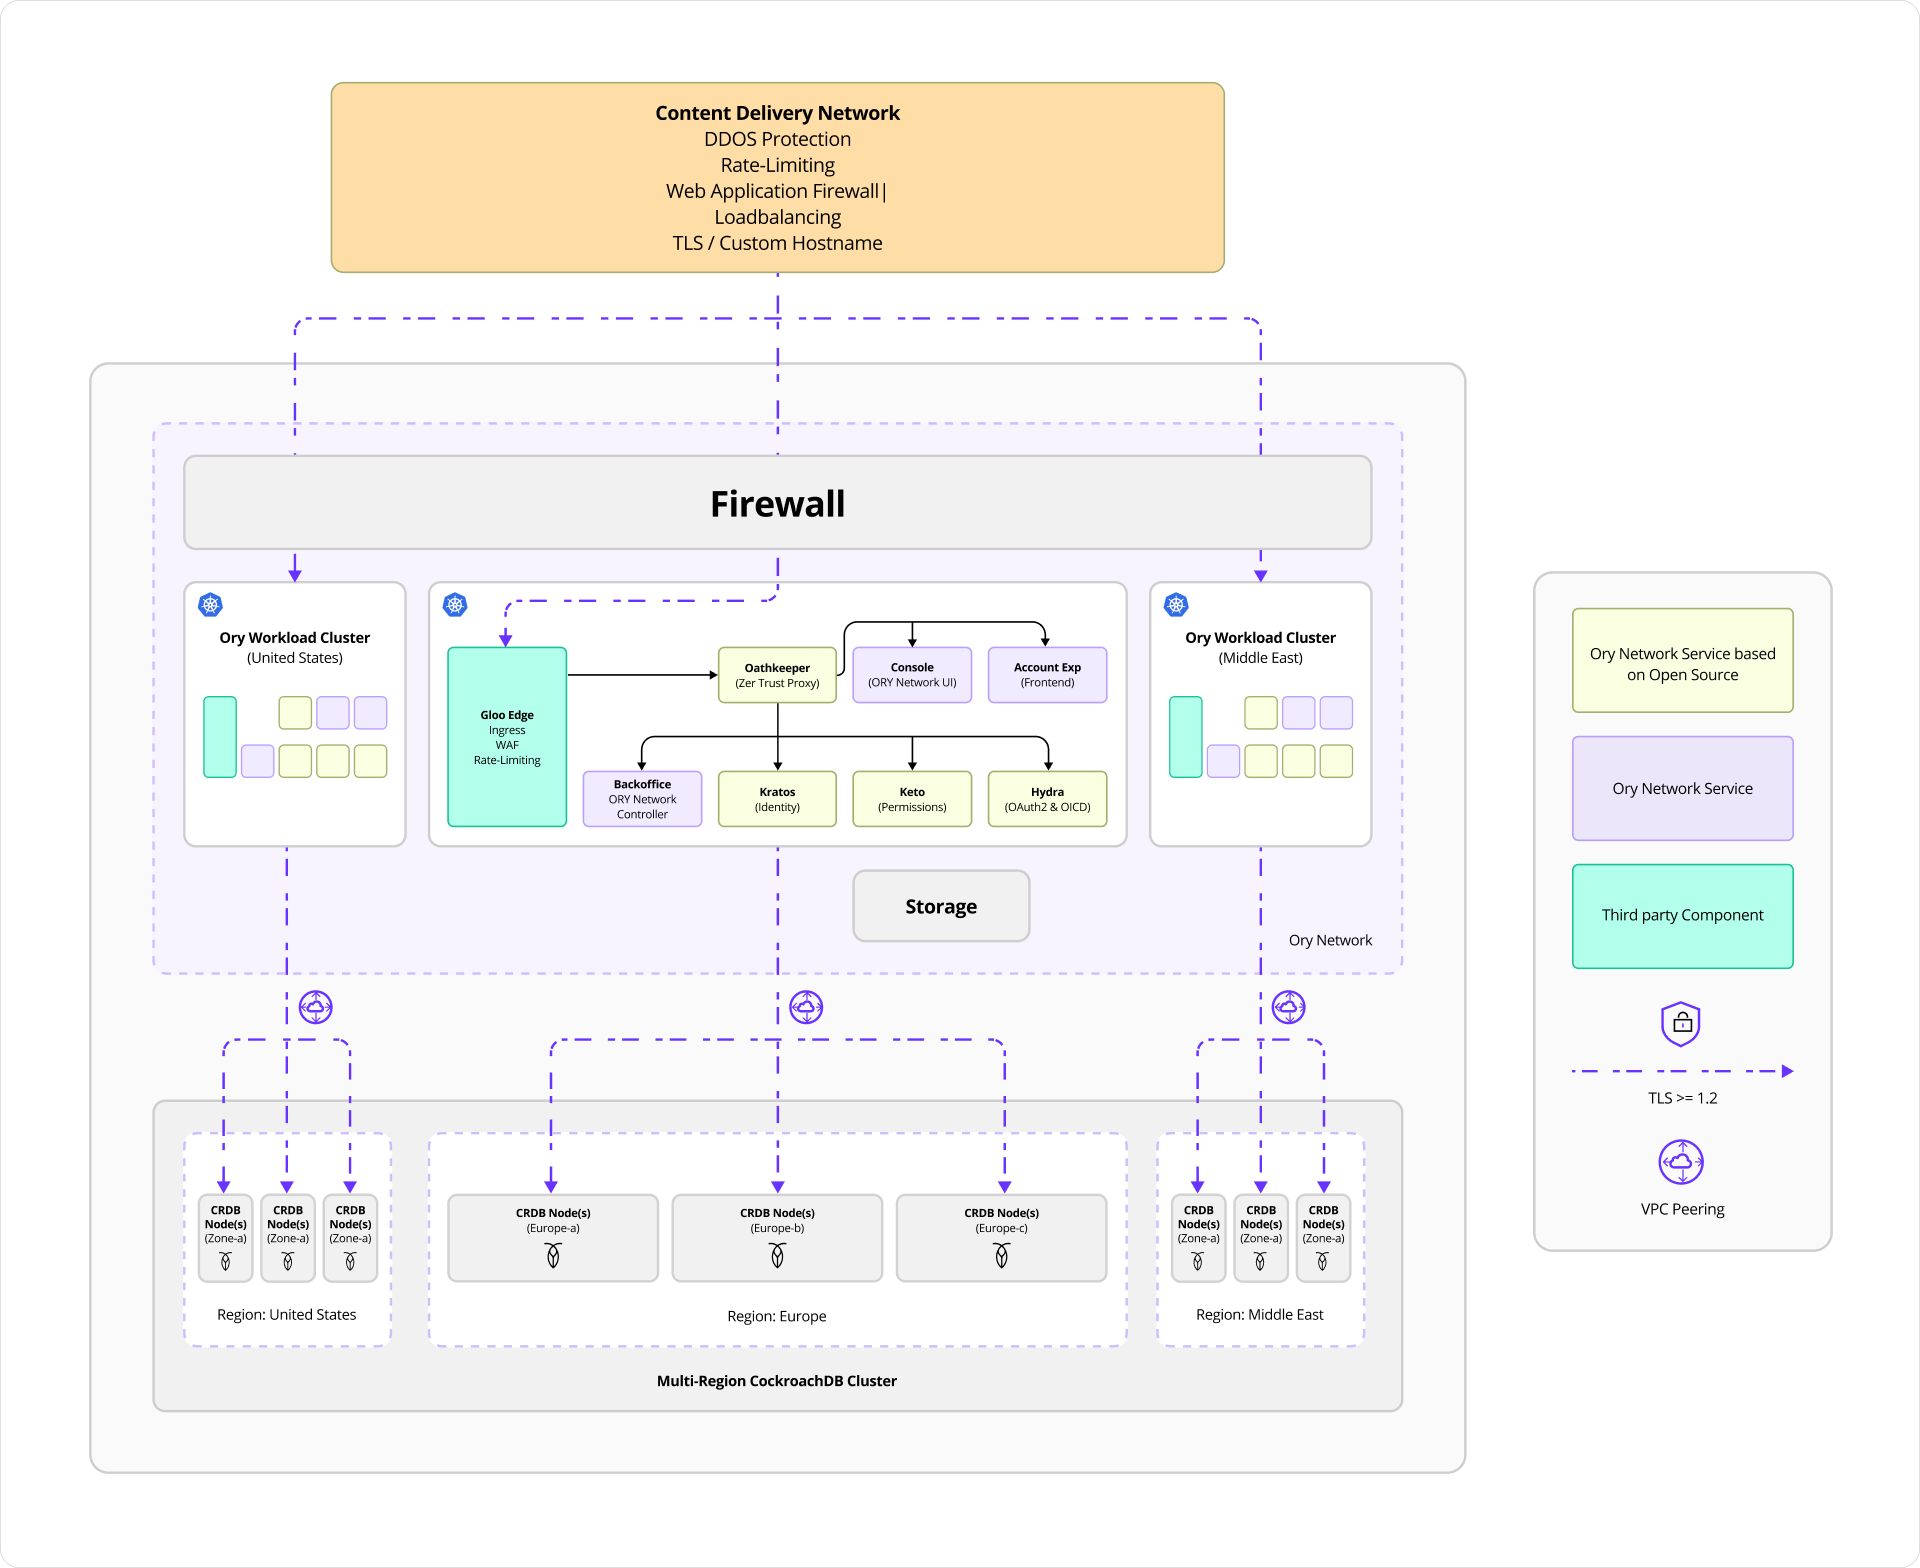 Content Delivery Network
DDOS Protection
Rate-Limiting
Web Application Firewall|
Loadbalancing
TLS / Custom Hostname
Firewall
Ory Workload Cluster
(United States)
Gloo Edge
Ingress
WAF
Rate-Limiting
Oathkeeper
(Zer Trust Proxy)
Console
(ORY Network UI)
Account Exp
(Frontend)
Backoffice
ORY Network
Controller
Kratos
(Identity)
Keto
(Permissions)
Hydra
(OAuth2 & OICD)
Ory Workload Cluster
(Middle East)
Storage
Ory Network
CRDB
Node(s)
(Zone-a)
CRDB
Node(s)
(Zone-a)
CRDB
Node(s)
(Zone-a)
Region: United States
CRDB Node(s)
(Europe-a)
CRDB Node(s)
(Europe-b)
CRDB Node(s)
(Europe-c)
Region: Europe
CRDB
Node(s)
(Zone-a)
CRDB
Node(s)
(Zone-a)
CRDB
Node(s)
(Zone-a)
Region: Middle East
Multi-Region CockroachDB Cluster
Ory Network Service based
on Open Source
Ory Network Service
Third party Component
TLS >= 1.2
VPC Peering